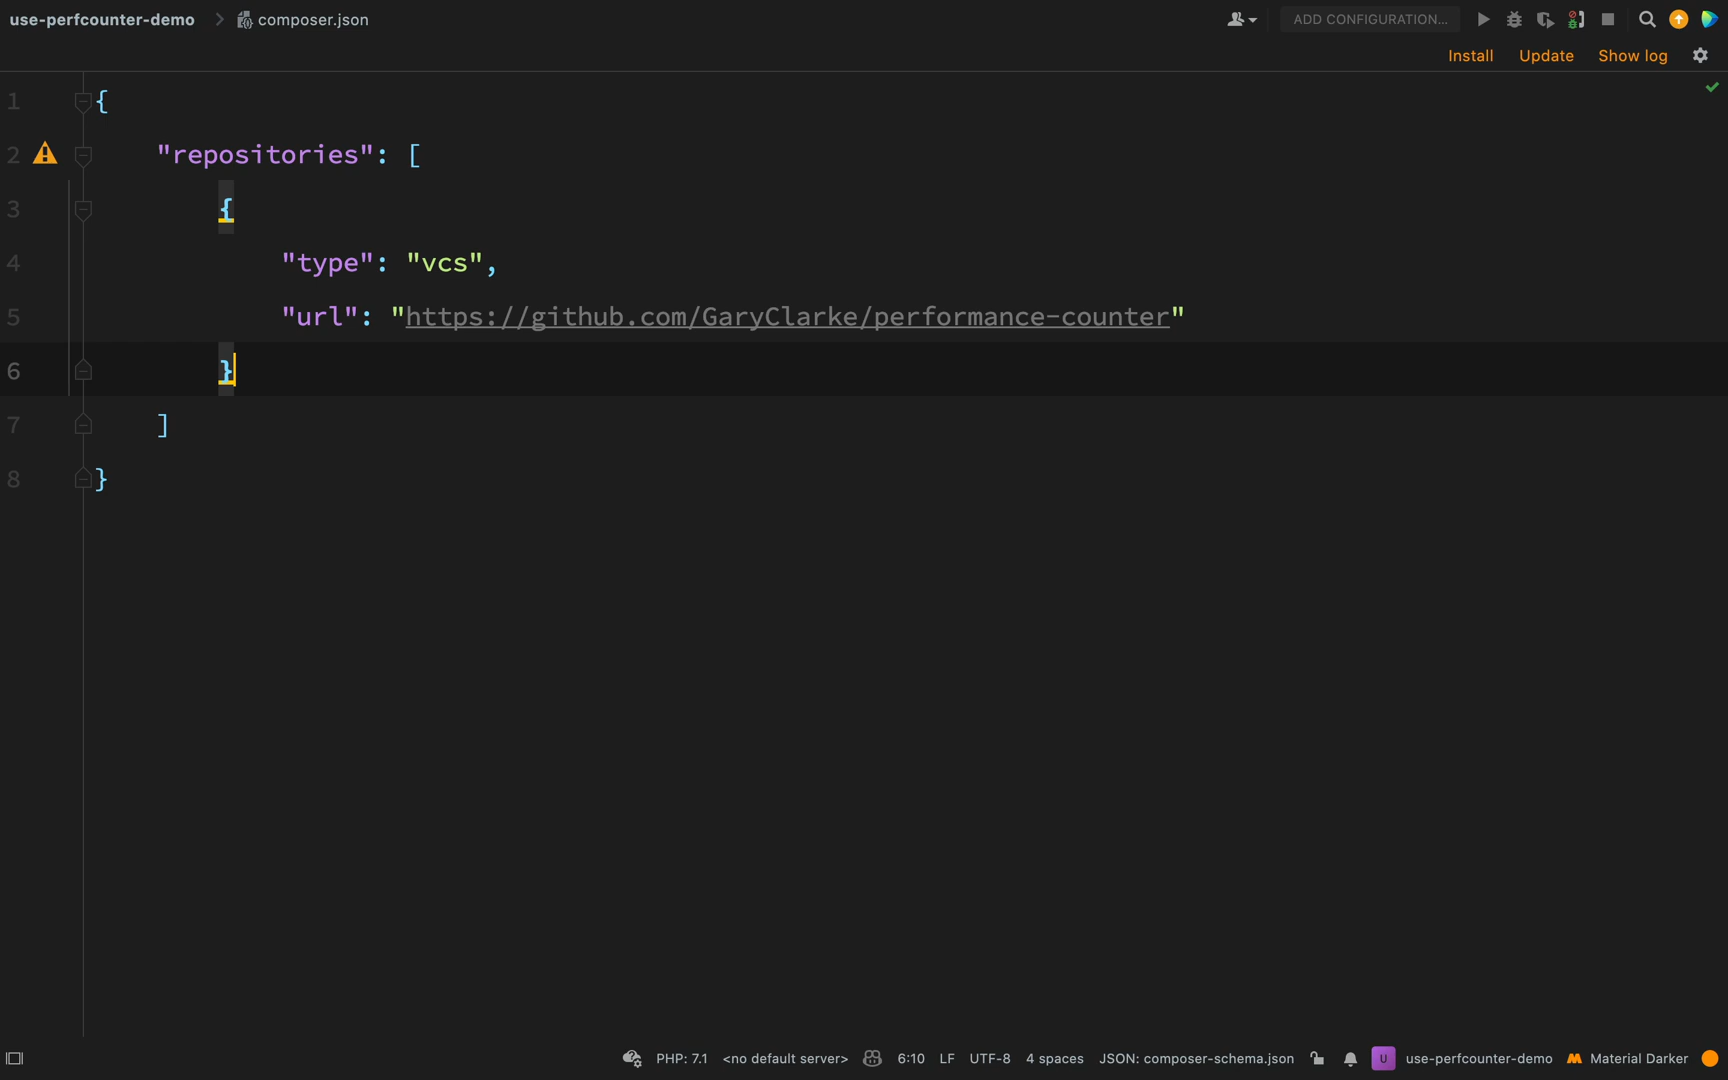 use-perfcounter-demo composer.json ADD CONFIGURATION...
Install Update Show log
1 {
2 "repositories": [
3 {
4 "type": "vcs",
5 "url": "https://github.com/GaryClarke/performance-counter"
6 }
7 ]
8 }
PHP: 7.1 <no default server> 6:10 LF UTF-8 4 spaces JSON: composer-schema.json U use-perfcounter-demo Material Darker